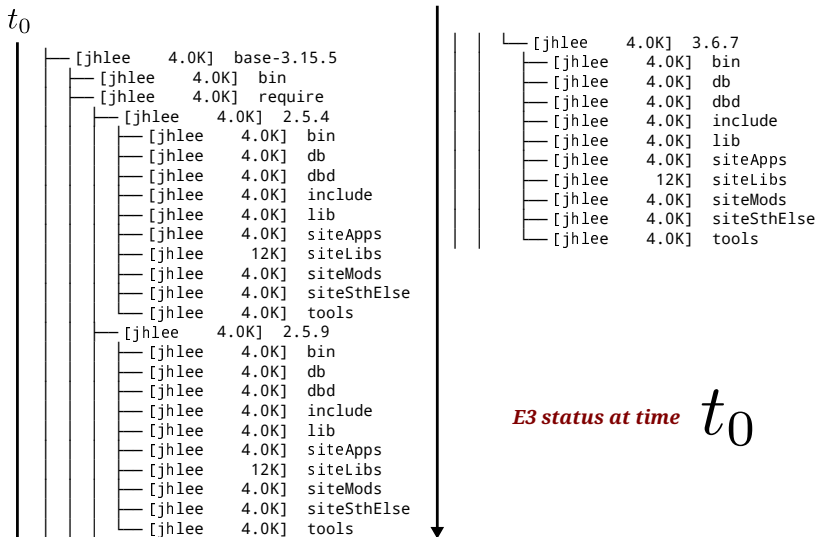 t0
├── [jhlee    4.0K]  base-3.15.5
│  ├── [jhlee    4.0K]  bin
│  ├── [jhlee    4.0K]  require
│  │  ├── [jhlee    4.0K]  2.5.4
│  │  │  ├── [jhlee    4.0K]  bin
│  │  │  ├── [jhlee    4.0K]  db
│  │  │  ├── [jhlee    4.0K]  dbd
│  │  │  ├── [jhlee    4.0K]  include
│  │  │  ├── [jhlee    4.0K]  lib
│  │  │  ├── [jhlee    4.0K]  siteApps
│  │  │  ├── [jhlee     12K]  siteLibs
│  │  │  ├── [jhlee    4.0K]  siteMods
│  │  │  ├── [jhlee    4.0K]  siteSthElse
│  │  │  └── [jhlee    4.0K]  tools
│  │  ├── [jhlee    4.0K]  2.5.9
│  │  │  ├── [jhlee    4.0K]  bin
│  │  │  ├── [jhlee    4.0K]  db
│  │  │  ├── [jhlee    4.0K]  dbd
│  │  │  ├── [jhlee    4.0K]  include
│  │  │  ├── [jhlee    4.0K]  lib
│  │  │  ├── [jhlee    4.0K]  siteApps
│  │  │  ├── [jhlee     12K]  siteLibs
│  │  │  ├── [jhlee    4.0K]  siteMods
│  │  │  ├── [jhlee    4.0K]  siteSthElse
│  │  │  └── [jhlee    4.0K]  tools
│  │  └── [jhlee    4.0K]  3.6.7
│  │     ├── [jhlee    4.0K]  bin
│  │     ├── [jhlee    4.0K]  db
│  │     ├── [jhlee    4.0K]  dbd
│  │     ├── [jhlee    4.0K]  include
│  │     ├── [jhlee    4.0K]  lib
│  │     ├── [jhlee    4.0K]  siteApps
│  │     ├── [jhlee     12K]  siteLibs
│  │     ├── [jhlee    4.0K]  siteMods
│  │     ├── [jhlee    4.0K]  siteSthElse
│  │     └── [jhlee    4.0K]  tools
E3 status at time t0